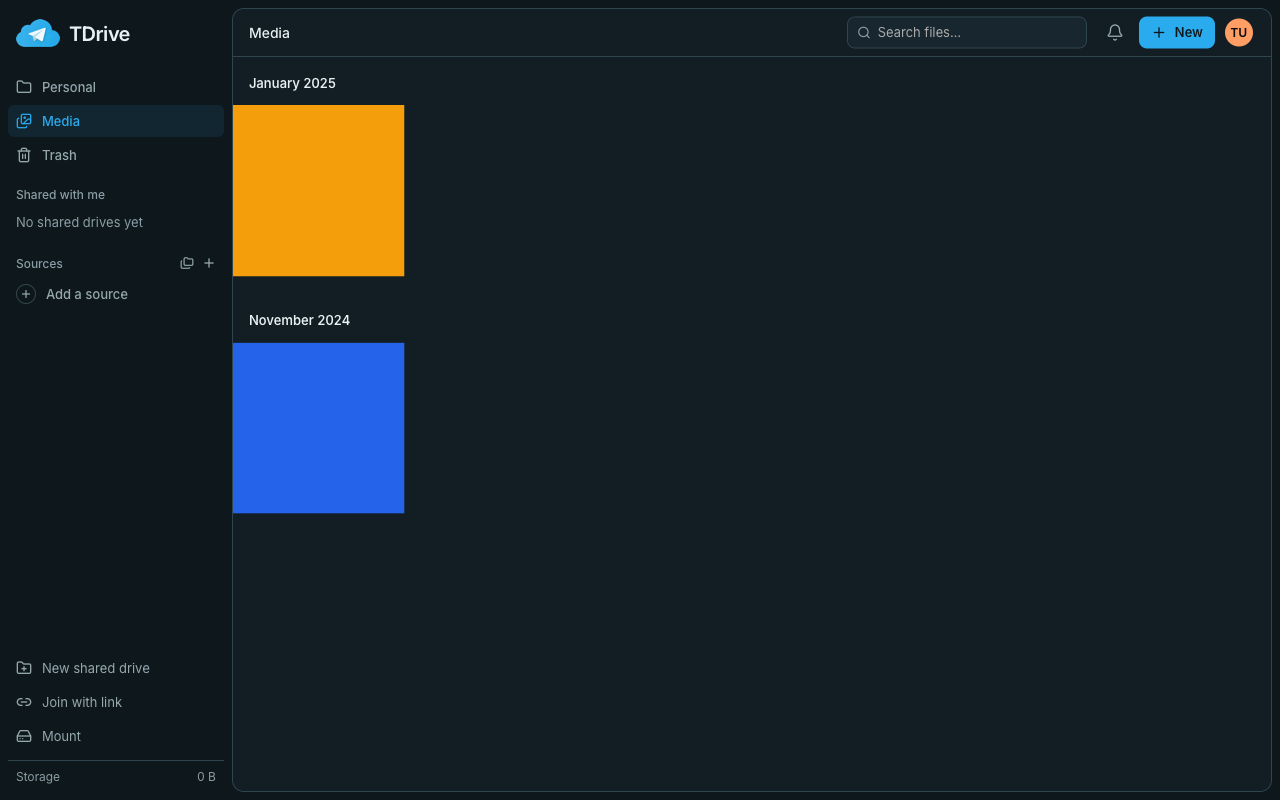 TDrive
Personal
Media
Trash
Shared with me
No shared drives yet
Sources
Add a source
New shared drive
Join with link
Mount
Storage 0 B
Media
Search files...
New
TU
January 2025
November 2024